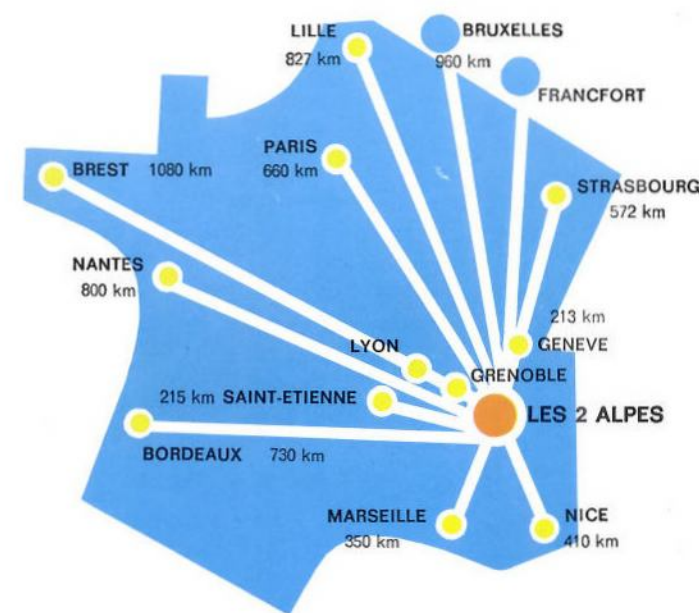 LILLE
827 km
BRUXELLES
960 km
FRANCFORT
PARIS
660 km
BREST 1080 km
STRASBOURG
572 km
NANTES
800 km
213 km
GENEVE
LYON
GRENOBLE
215 km SAINT-ETIENNE
LES 2 ALPES
BORDEAUX 730 km
MARSEILLE
350 km
NICE
410 km